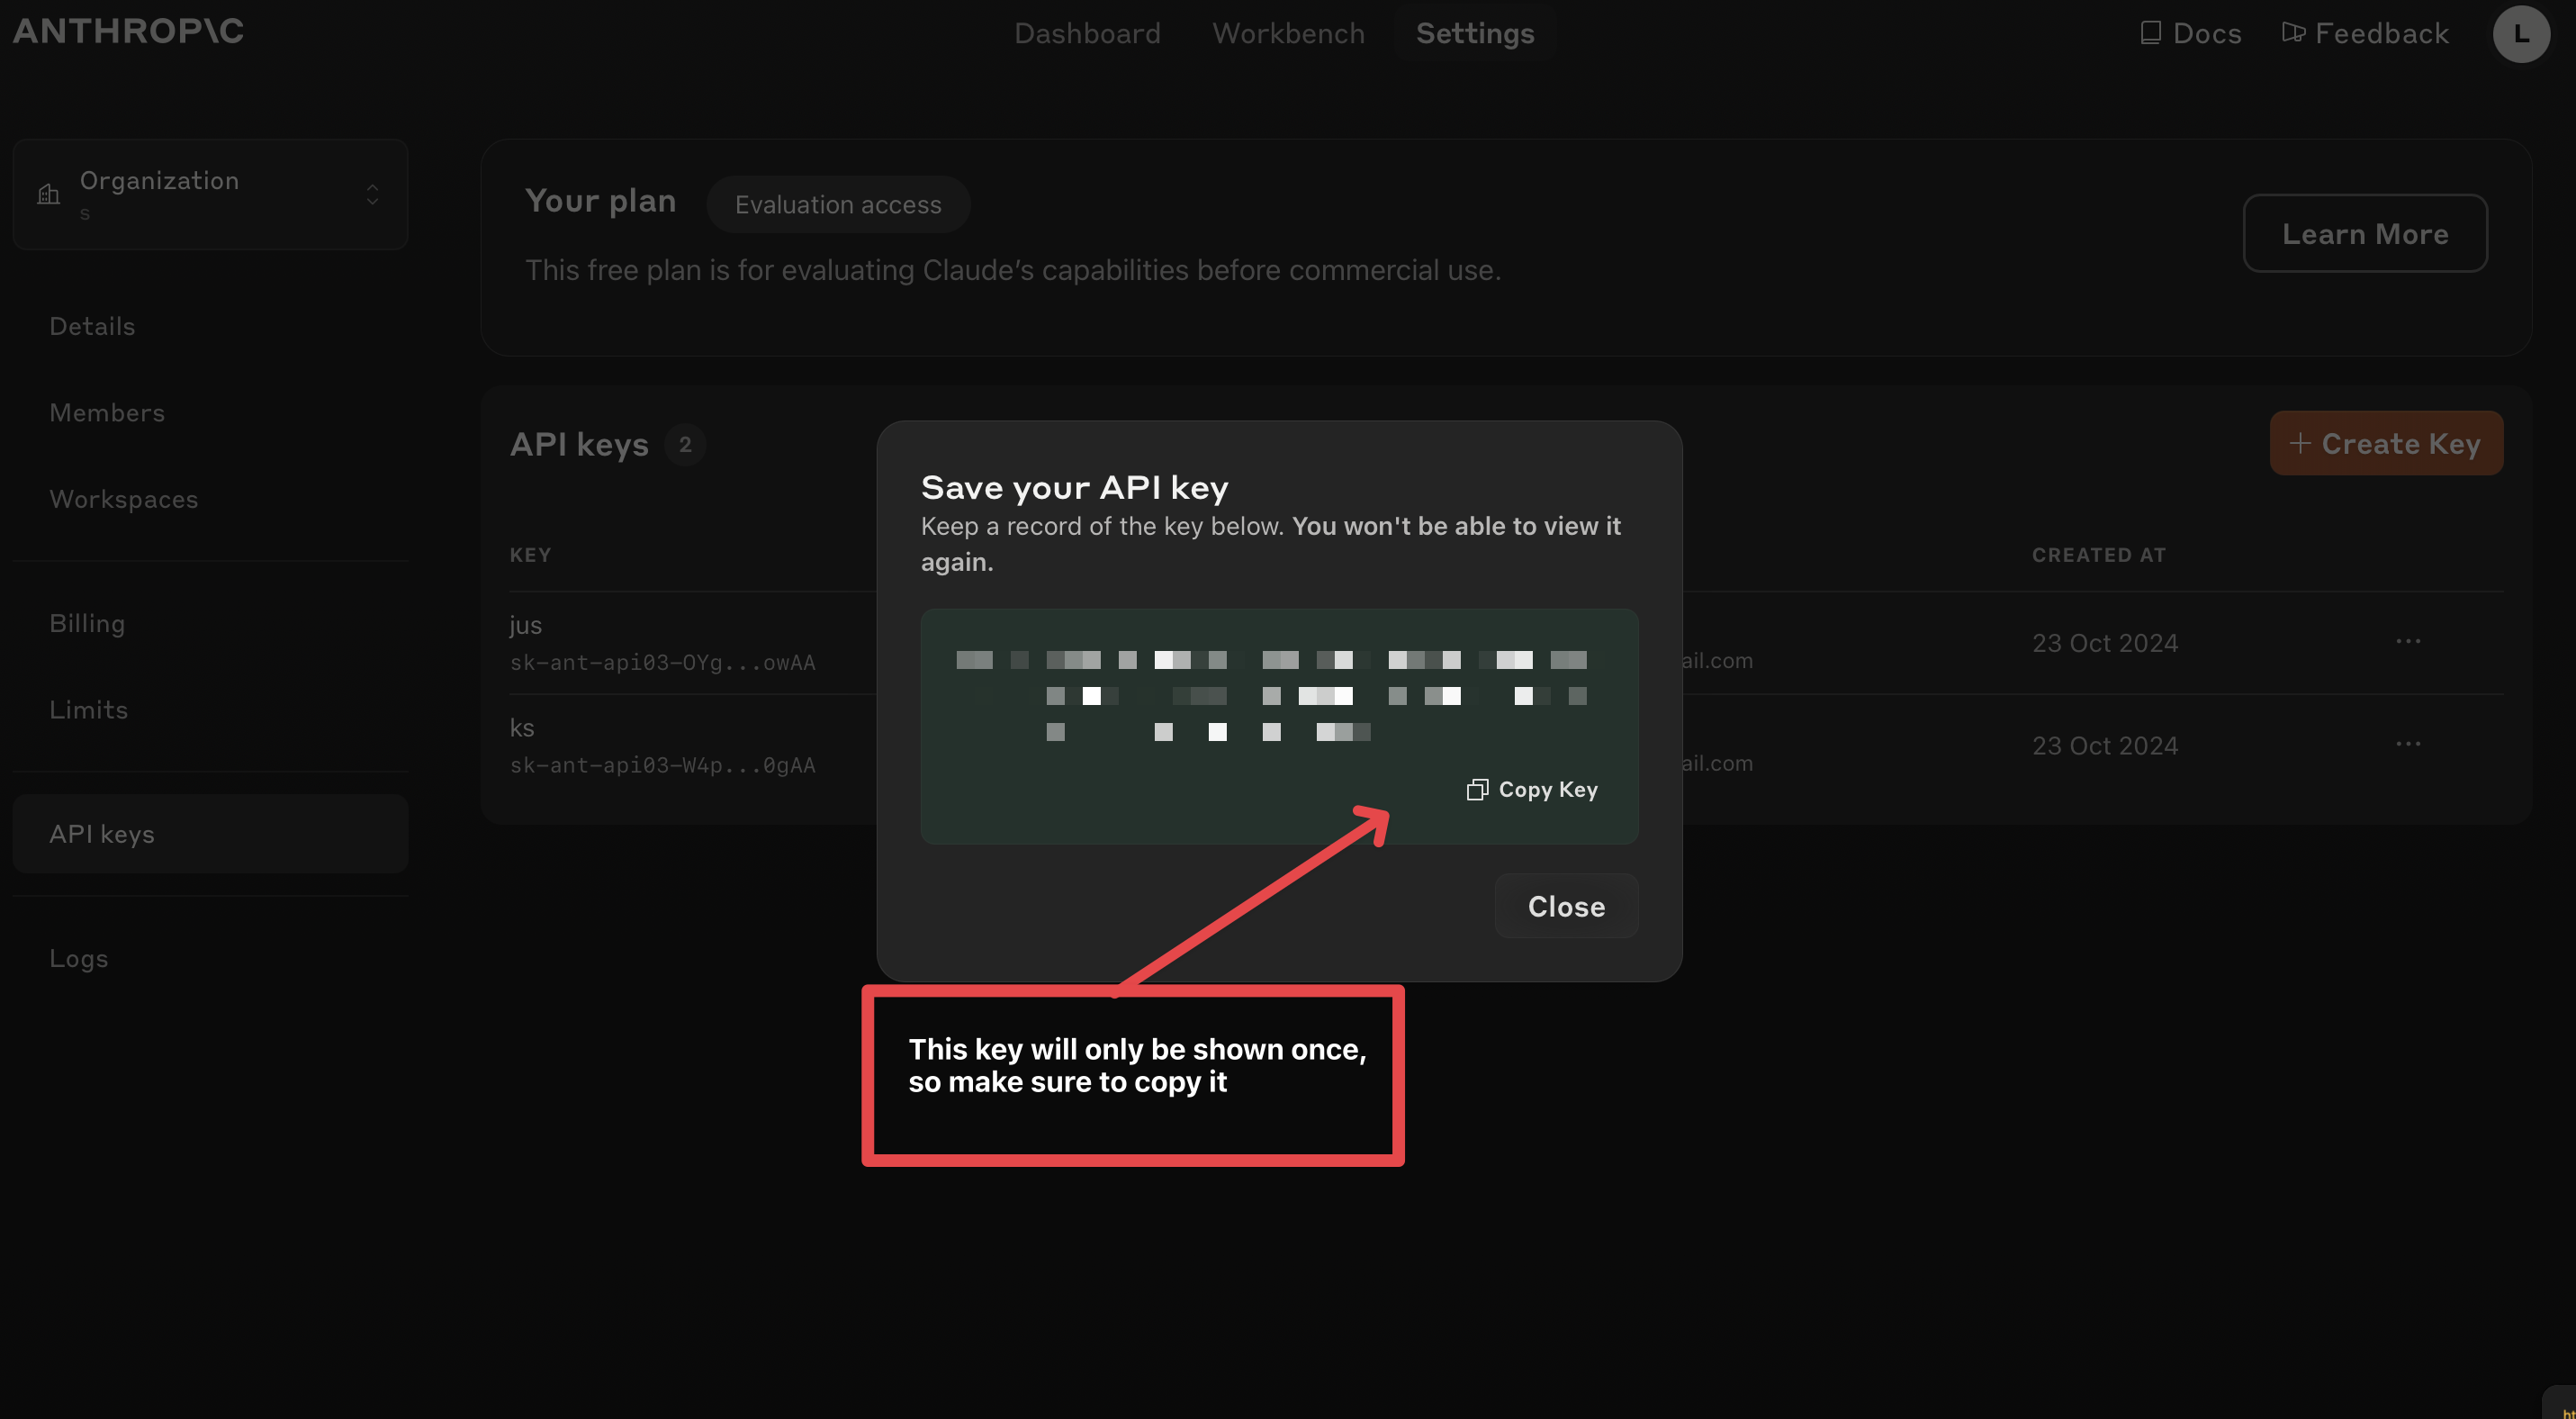 ANTHROP\C
Dashboard
Workbench
Settings
Docs
Feedback
L
Organization
s
Details
Members
Workspaces
Billing
Limits
API keys
Logs
Your plan
Evaluation access
This free plan is for evaluating Claude’s capabilities before commercial use.
Learn More
API keys 2
+ Create Key
KEY
CREATED AT
jus
sk-ant-api03-OYg...owAA
ail.com
23 Oct 2024
...
ks
sk-ant-api03-W4p...0gAA
ail.com
23 Oct 2024
...
Save your API key
Keep a record of the key below. You won't be able to view it
again.
Copy Key
Close
This key will only be shown once,
so make sure to copy it